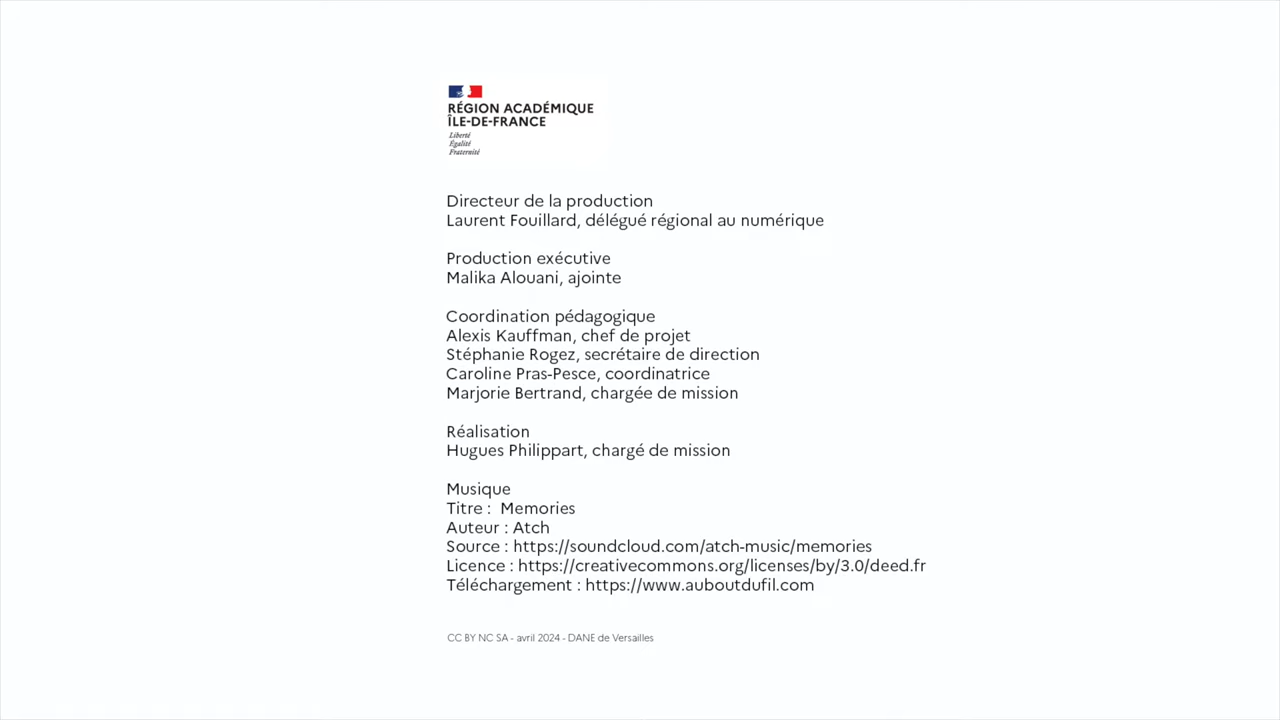 RÉGION ACADÉMIQUE
ÎLE-DE-FRANCE
Liberté
Égalité
Fraternité
Directeur de la production
Laurent Fouillard, délégué régional au numérique
Production exécutive
Malika Alouani, ajointe
Coordination pédagogique
Alexis Kauffman, chef de projet
Stéphanie Rogez, secrétaire de direction
Caroline Pras-Pesce, coordinatrice
Marjorie Bertrand, chargée de mission
Réalisation
Hugues Philippart, chargé de mission
Musique
Titre :  Memories
Auteur : Atch
Source : https://soundcloud.com/atch-music/memories
Licence : https://creativecommons.org/licenses/by/3.0/deed.fr
Téléchargement : https://www.auboutdufil.com
CC BY NC SA - avril 2024 - DANE de Versailles